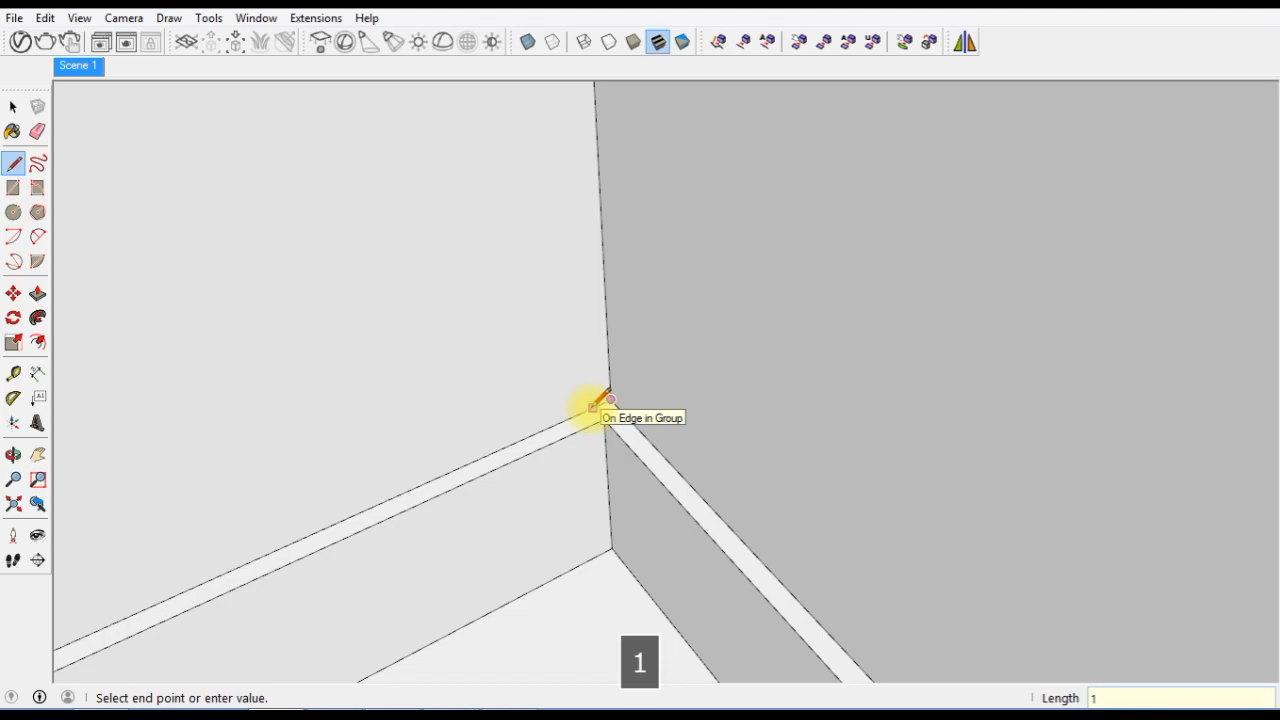 File Edit View Camera Draw Tools Window Extensions Help
Scene 1
On Edge in Group
1
Select end point or enter value.
Length 1